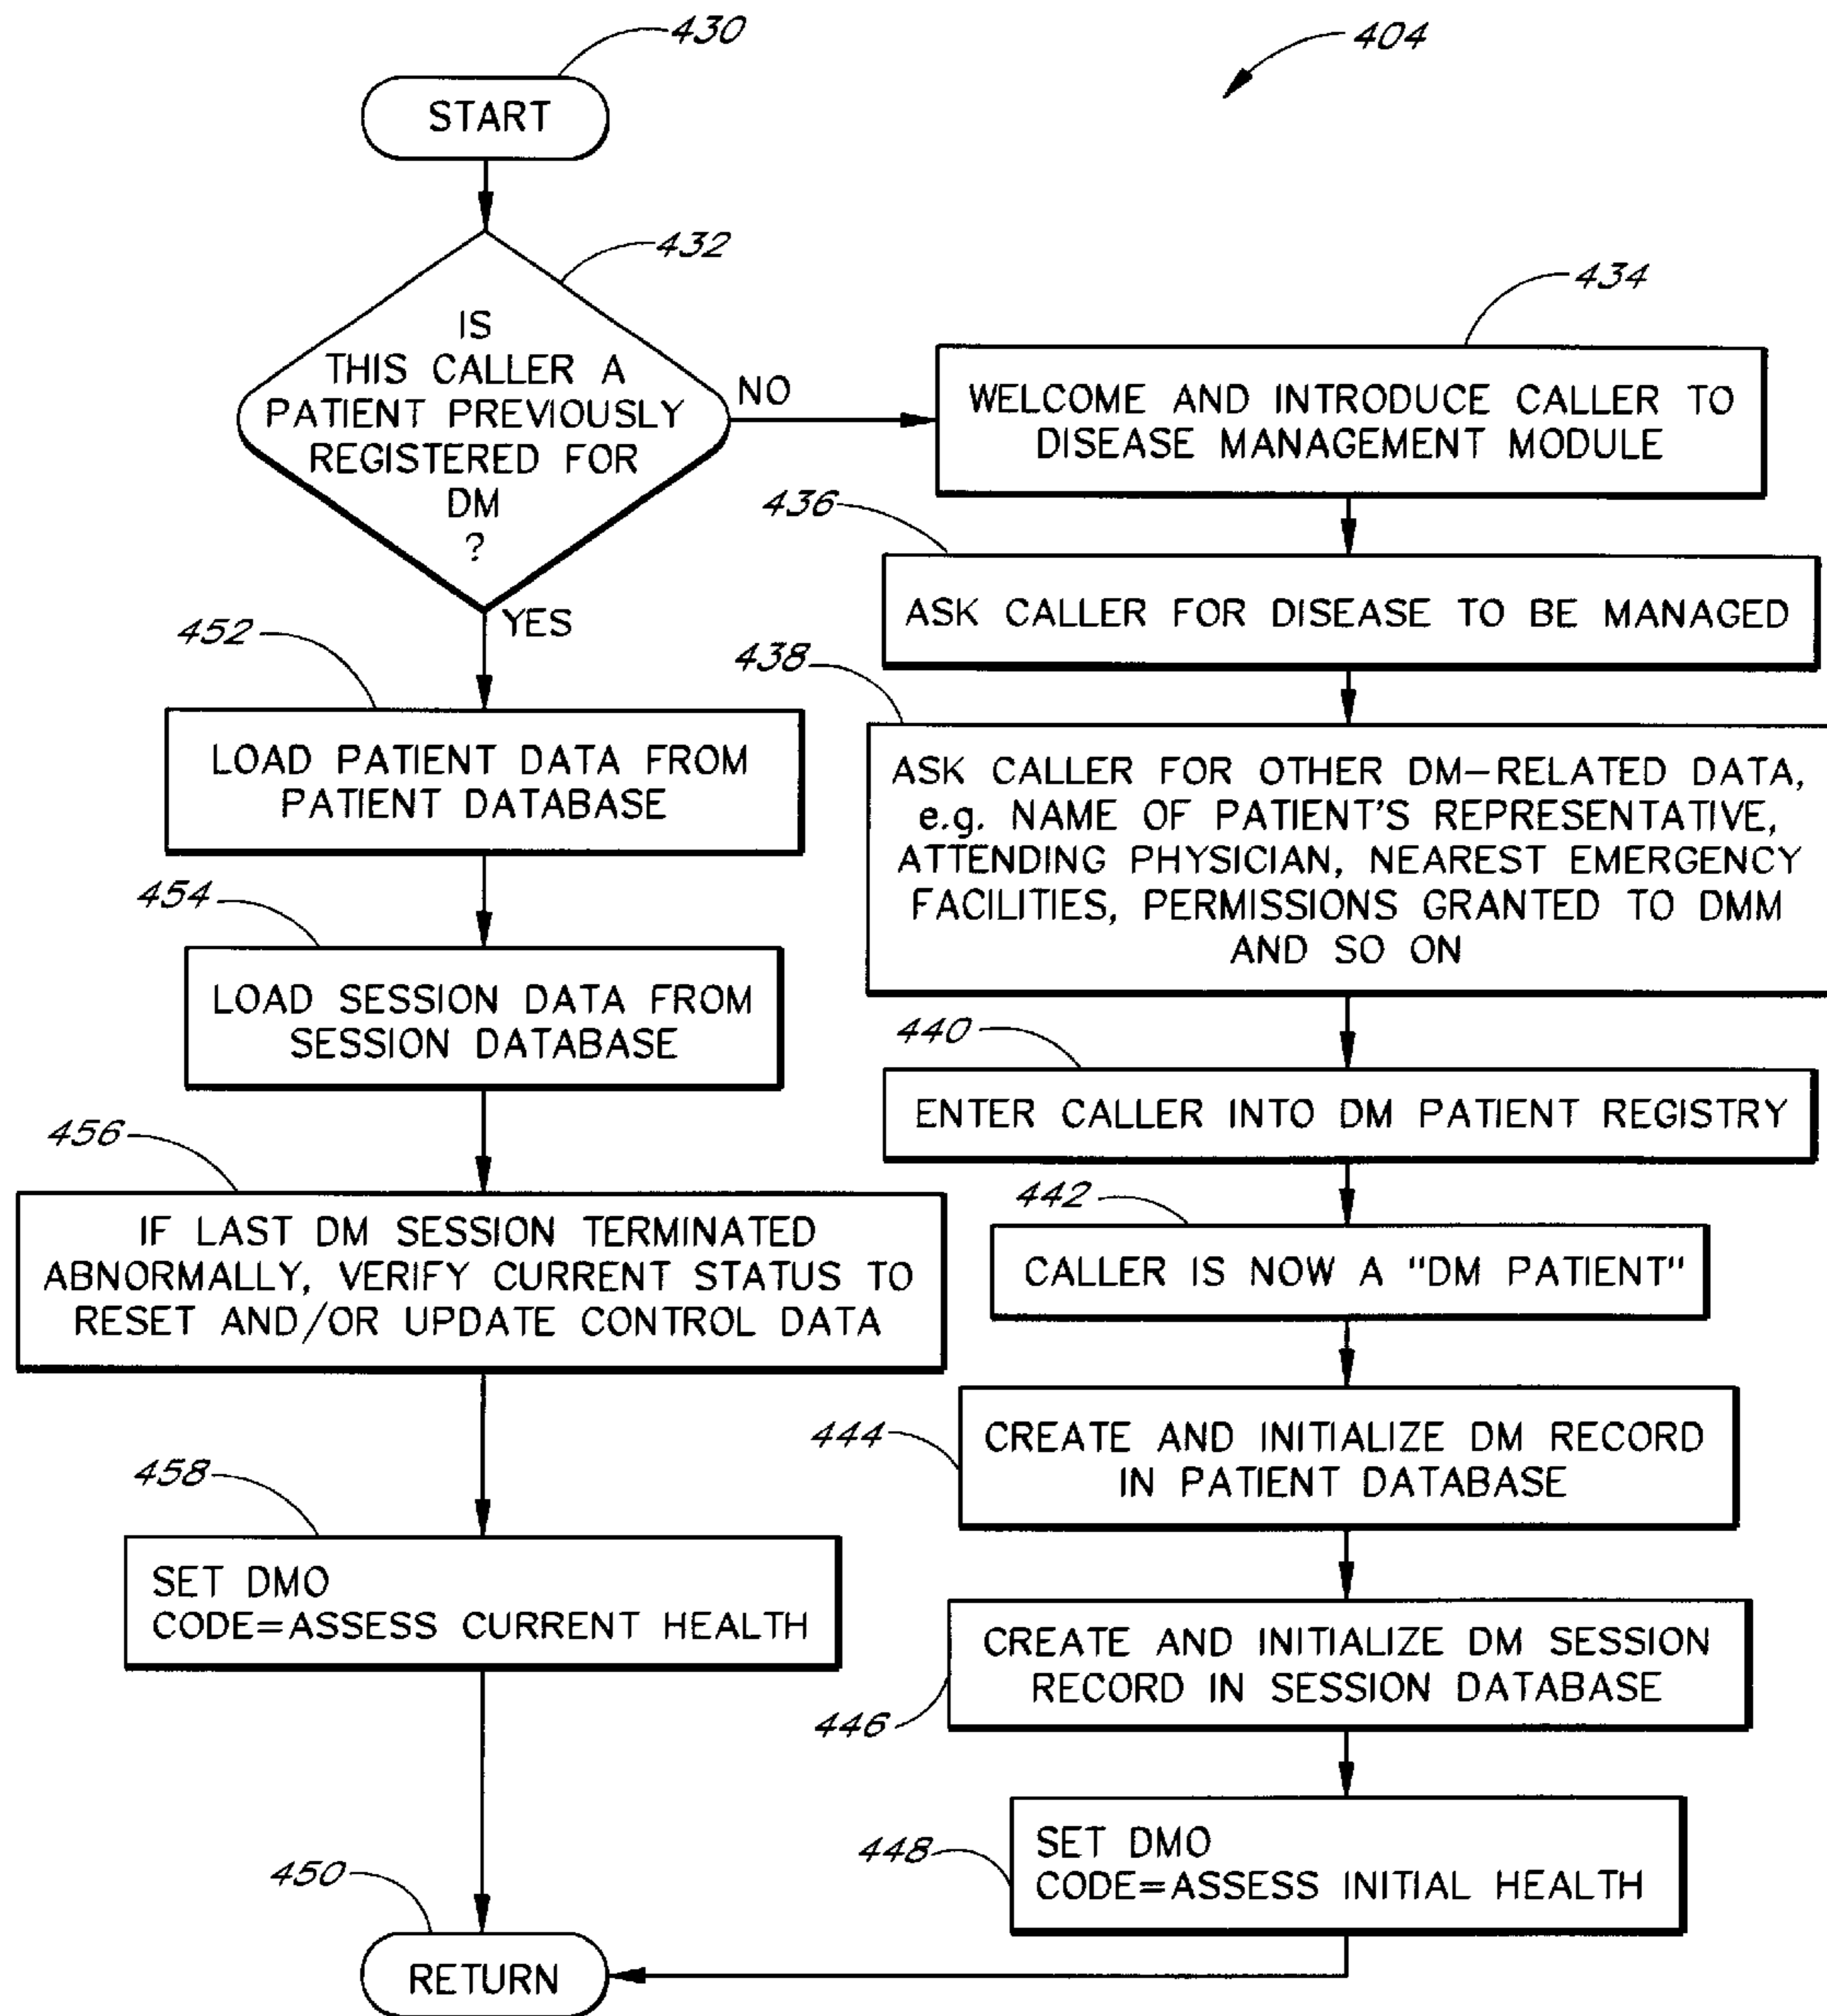 430
404
START
432
IS
THIS CALLER A
PATIENT PREVIOUSLY
REGISTERED FOR
DM
?
NO
YES
434
WELCOME AND INTRODUCE CALLER TO
DISEASE MANAGEMENT MODULE
436
ASK CALLER FOR DISEASE TO BE MANAGED
438
ASK CALLER FOR OTHER DM-RELATED DATA,
e.g. NAME OF PATIENT'S REPRESENTATIVE,
ATTENDING PHYSICIAN, NEAREST EMERGENCY
FACILITIES, PERMISSIONS GRANTED TO DMM
AND SO ON
440
ENTER CALLER INTO DM PATIENT REGISTRY
442
CALLER IS NOW A "DM PATIENT"
444
CREATE AND INITIALIZE DM RECORD
IN PATIENT DATABASE
446
CREATE AND INITIALIZE DM SESSION
RECORD IN SESSION DATABASE
448
SET DMO
CODE=ASSESS INITIAL HEALTH
452
LOAD PATIENT DATA FROM
PATIENT DATABASE
454
LOAD SESSION DATA FROM
SESSION DATABASE
456
IF LAST DM SESSION TERMINATED
ABNORMALLY, VERIFY CURRENT STATUS TO
RESET AND/OR UPDATE CONTROL DATA
458
SET DMO
CODE=ASSESS CURRENT HEALTH
450
RETURN